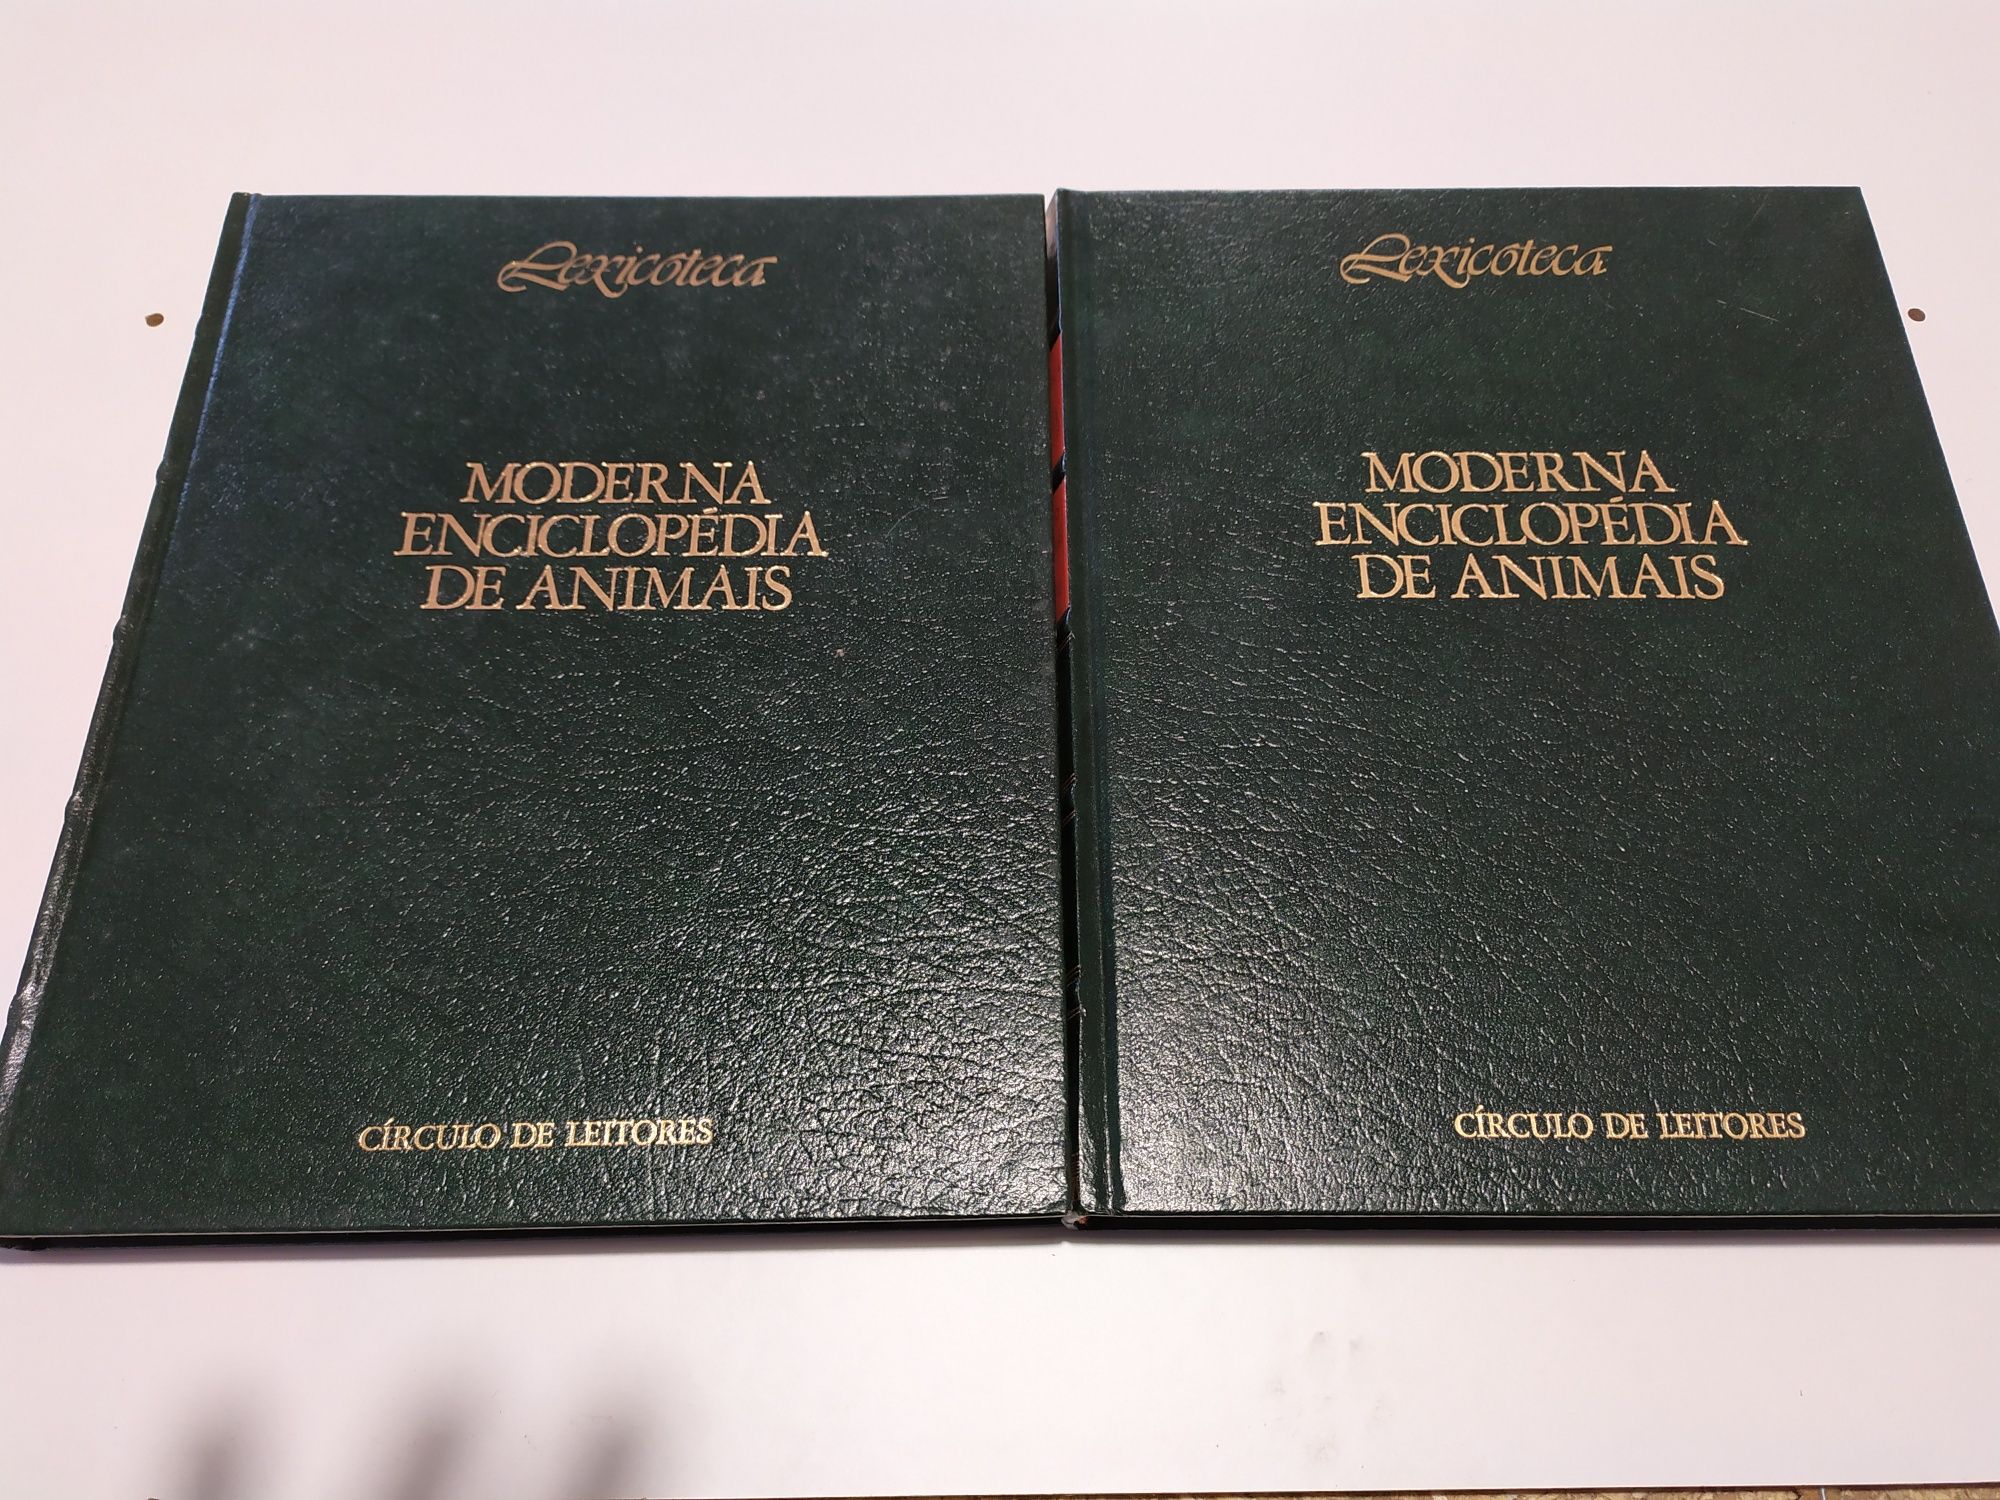 Lexicoteca
MODERNA
ENCICLOPÉDIA
DE ANIMAIS
CÍRCULO DE LEITORES
Lexicoteca
MODERNA
ENCICLOPÉDIA
DE ANIMAIS
CÍRCULO DE LEITORES